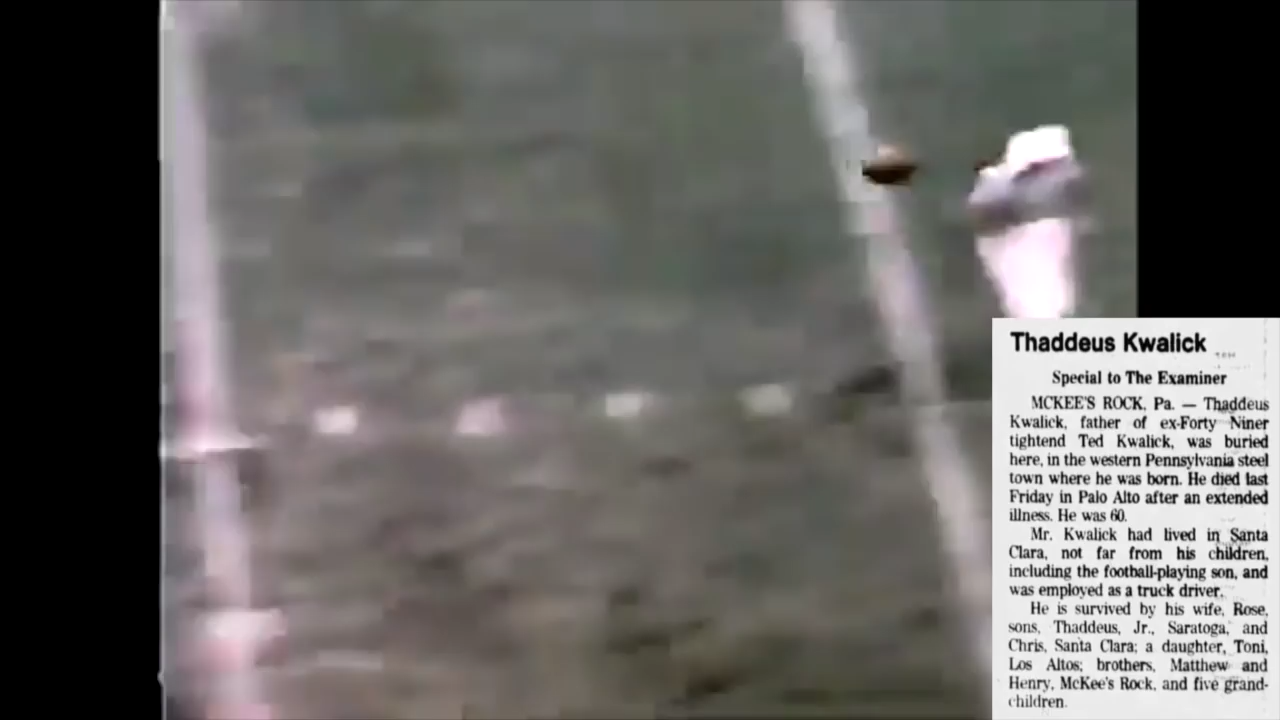 Thaddeus Kwalick
Special to The Examiner
MCKEE'S ROCK, Pa. — Thaddeus
Kwalick, father of ex-Forty Niner
tightend Ted Kwalick, was buried
here, in the western Pennsylvania steel
town where he was born. He died last
Friday in Palo Alto after an extended
illness. He was 60.
Mr. Kwalick had lived in Santa
Clara, not far from his children,
including the football-playing son, and
was employed as a truck driver.
He is survived by his wife, Rose,
sons, Thaddeus, Jr., Saratoga, and
Chris, Santa Clara; a daughter, Toni,
Los Altos; brothers, Matthew and
Henry, McKee's Rock, and five grand-
children.